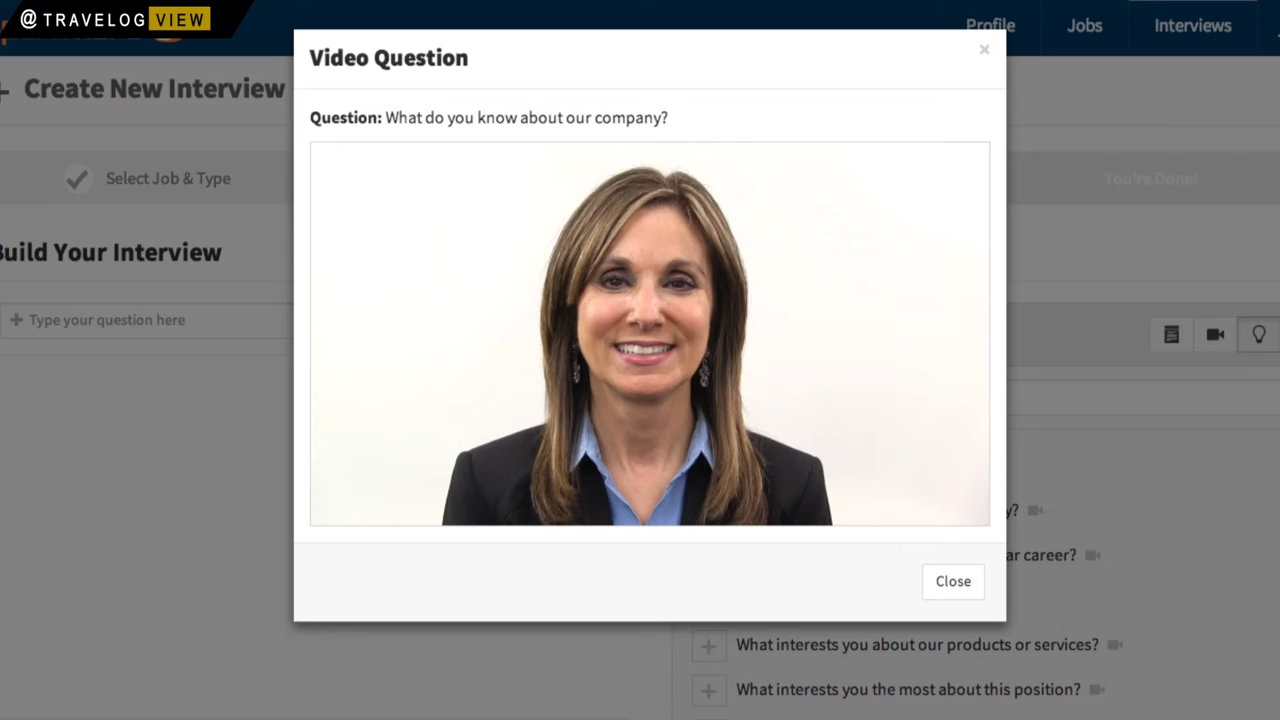 @TRAVELOG VIEW
Profile
Jobs
Interviews
Video Question
×
Create New Interview
Question: What do you know about our company?
Select Job & Type
You're Done!
Build Your Interview
Type your question here
y?
ar career?
Close
What interests you about our products or services?
What interests you the most about this position?